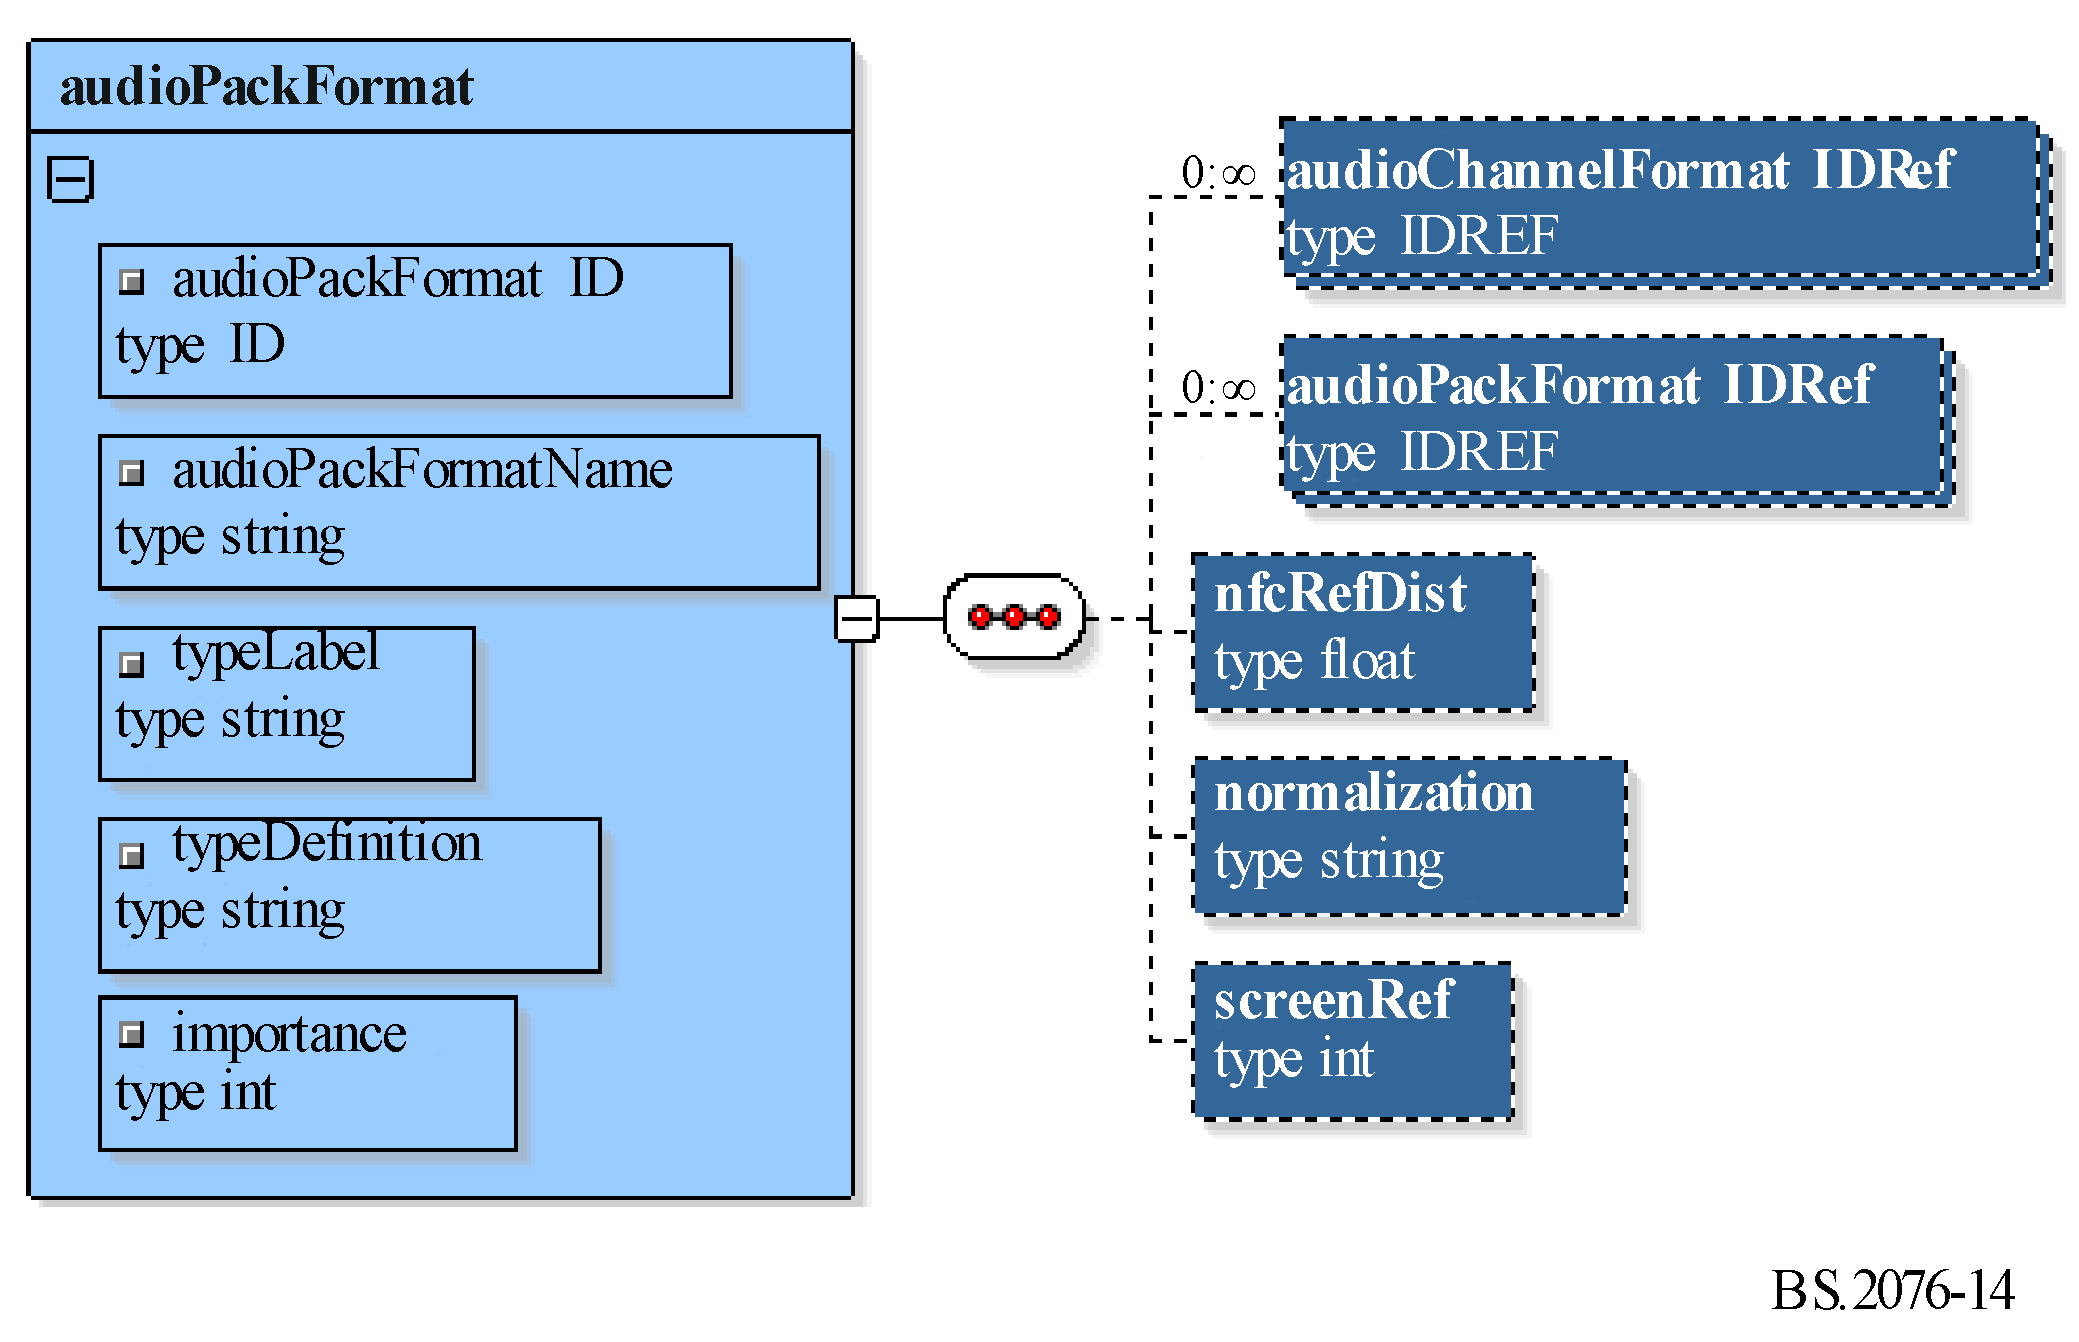 audioPackFormat
audioPackFormat ID
type ID
audioPackFormatName
type string
typeLabel
type string
typeDefinition
type string
importance
type int
0:∞
audioChannelFormat IDRef
type IDREF
0:∞
audioPackFormat IDRef
type IDREF
nfcRefDist
type float
normalization
type string
screenRef
type int
BS.2076-14